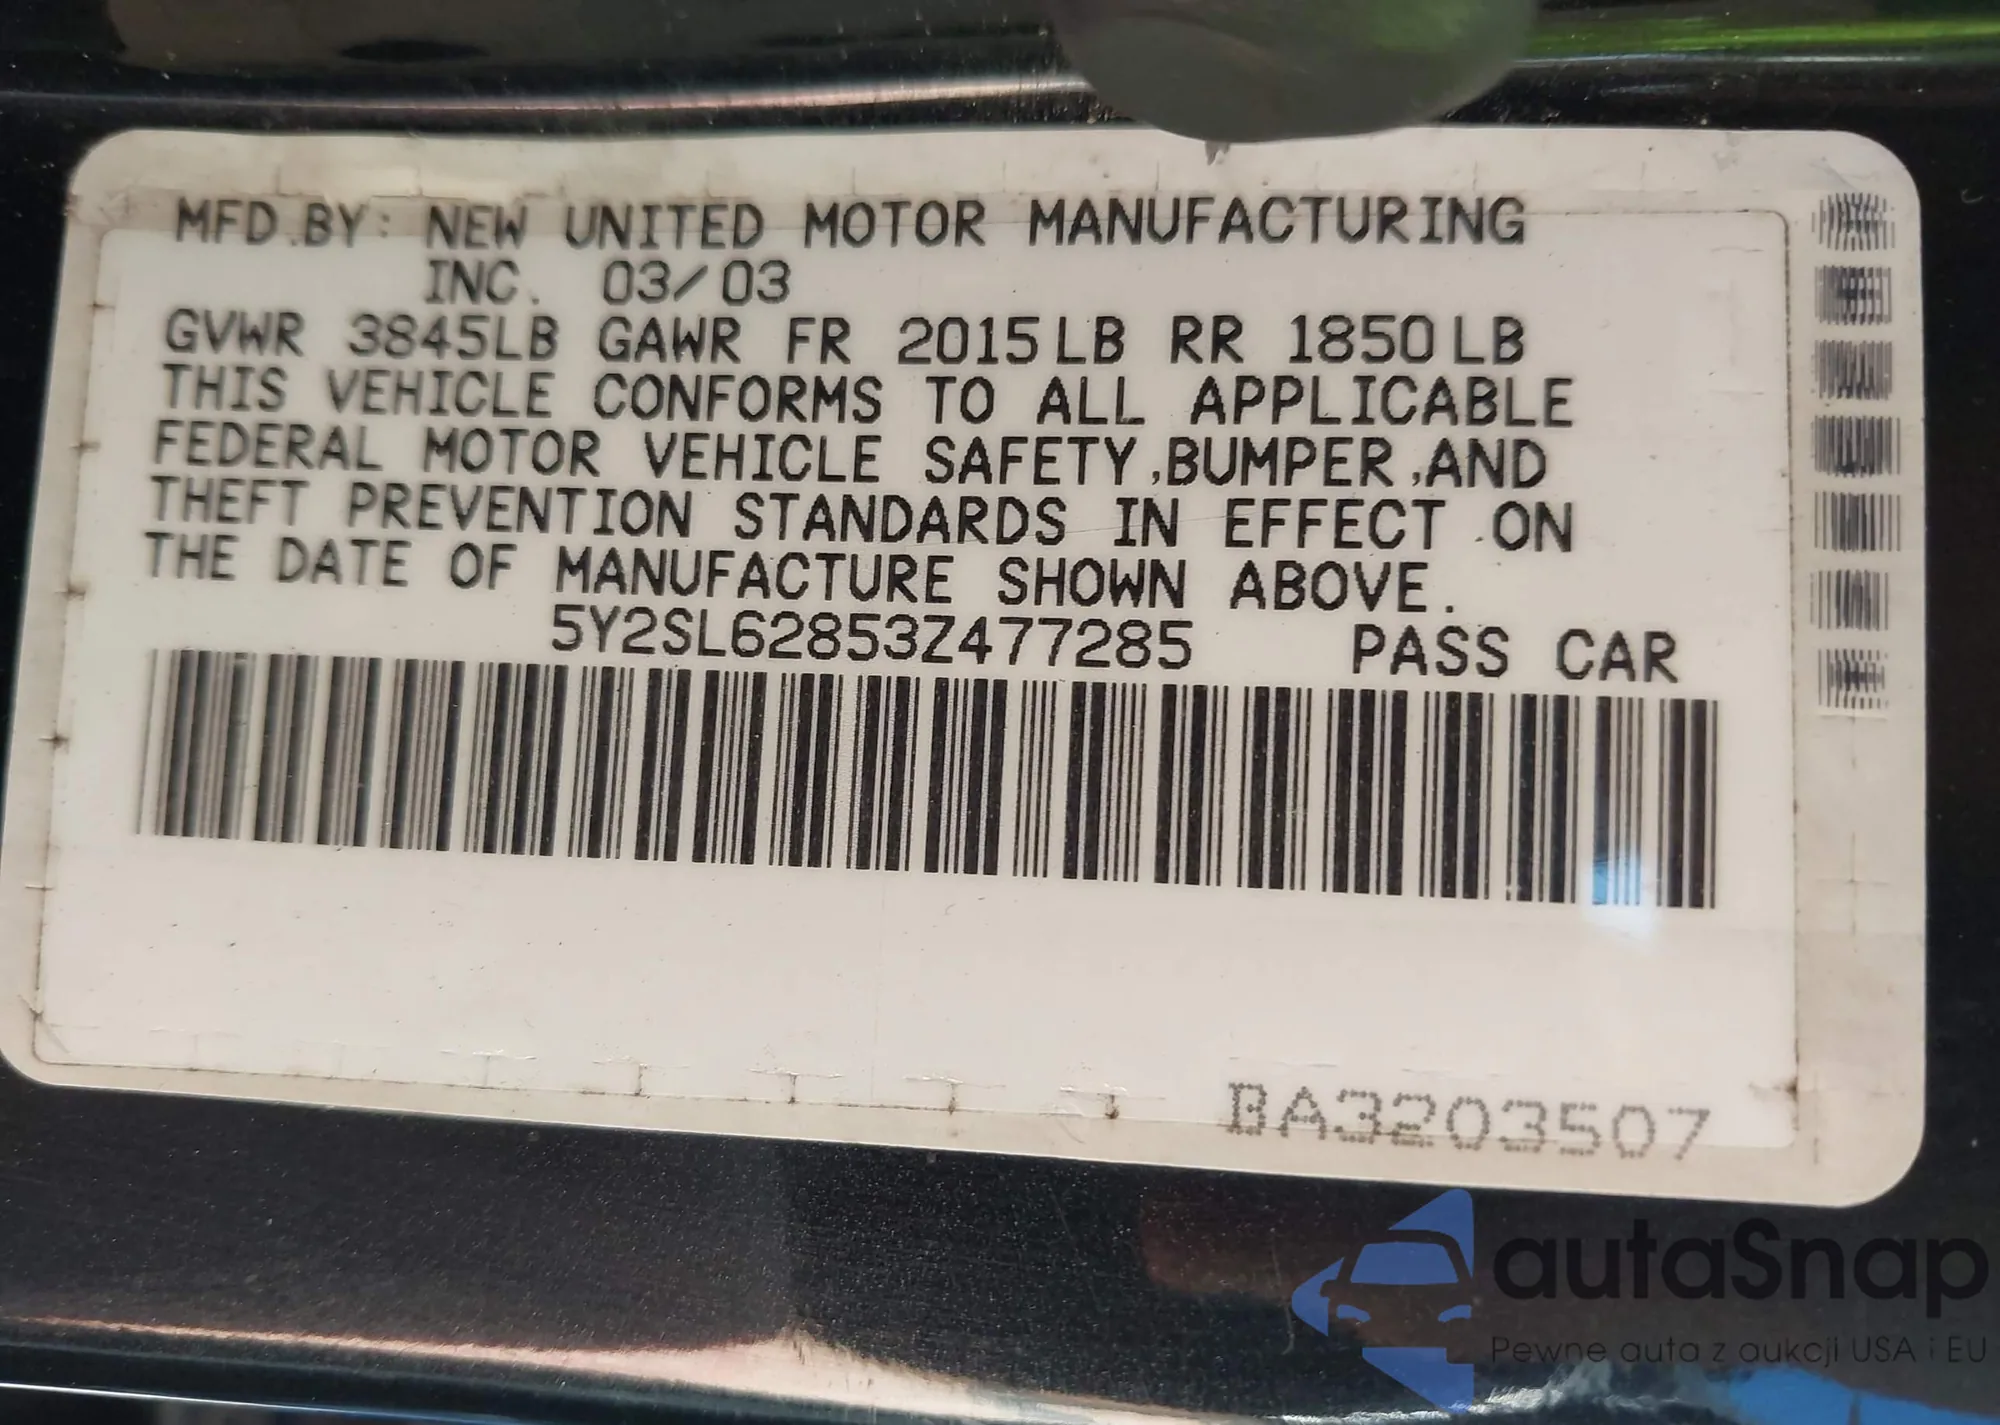 MFD.BY: NEW UNITED MOTOR MANUFACTURING
INC. 03/03
GVWR 3845LB GAWR FR 2015LB RR 1850LB
THIS VEHICLE CONFORMS TO ALL APPLICABLE
FEDERAL MOTOR VEHICLE SAFETY,BUMPER,AND
THEFT PREVENTION STANDARDS IN EFFECT ON
THE DATE OF MANUFACTURE SHOWN ABOVE.
5Y2SL62853Z477285 PASS CAR
BA3203507
autaSnap
Pewne auta z aukcji USA i EU